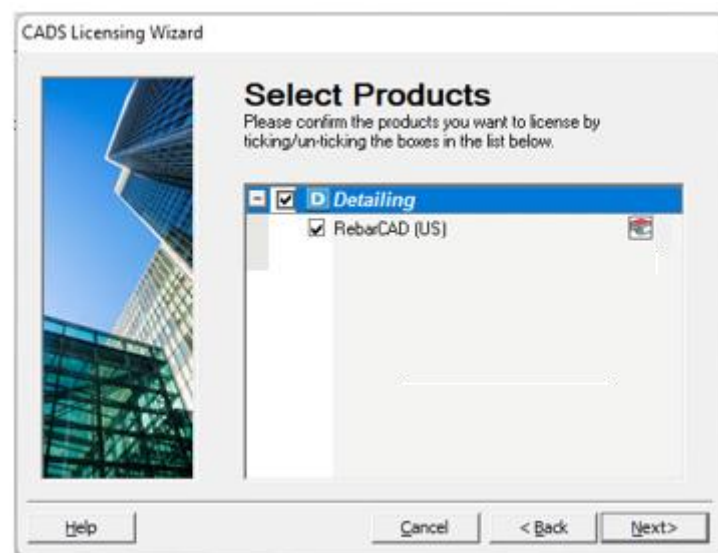 CADS Licensing Wizard
Select Products
Please confirm the products you want to license by
ticking/un-ticking the boxes in the list below.
D Detailing
RebarCAD (US)
Help
Cancel
< Back
Next>